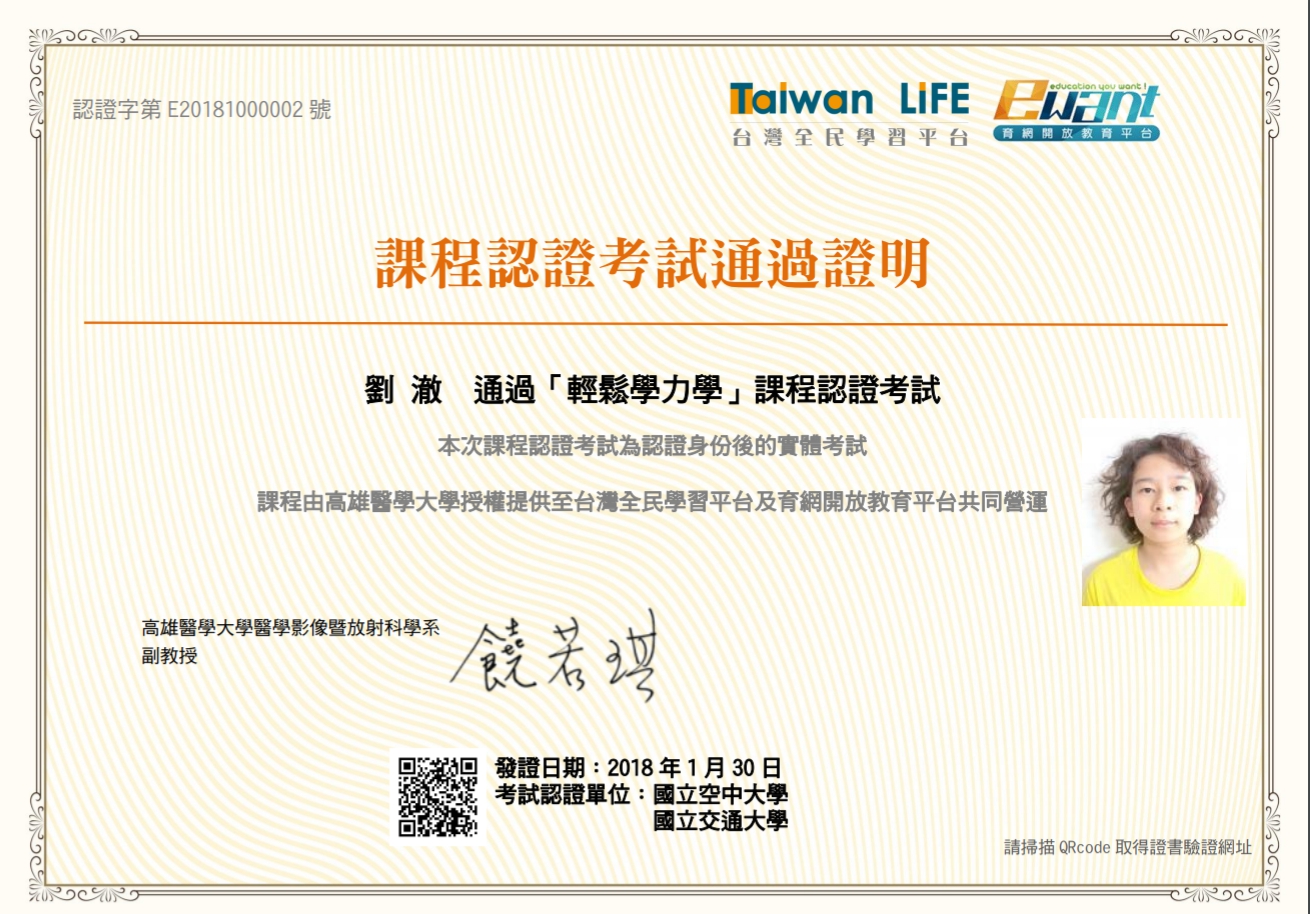 認證字第 E20181000002 號
Taiwan LiFE
台灣全民學習平台
education you want !
ewant
育網開放教育平台
課程認證考試通過證明
劉 澈 通過「輕鬆學力學」課程認證考試
本次課程認證考試為認證身份後的實體考試
課程由高雄醫學大學授權提供至台灣全民學習平台及育網開放教育平台共同營運
高雄醫學大學醫學影像暨放射科學系
副教授
饒若琪
發證日期：2018 年 1 月 30 日
考試認證單位：國立空中大學
國立交通大學
請掃描 QRcode 取得證書驗證網址